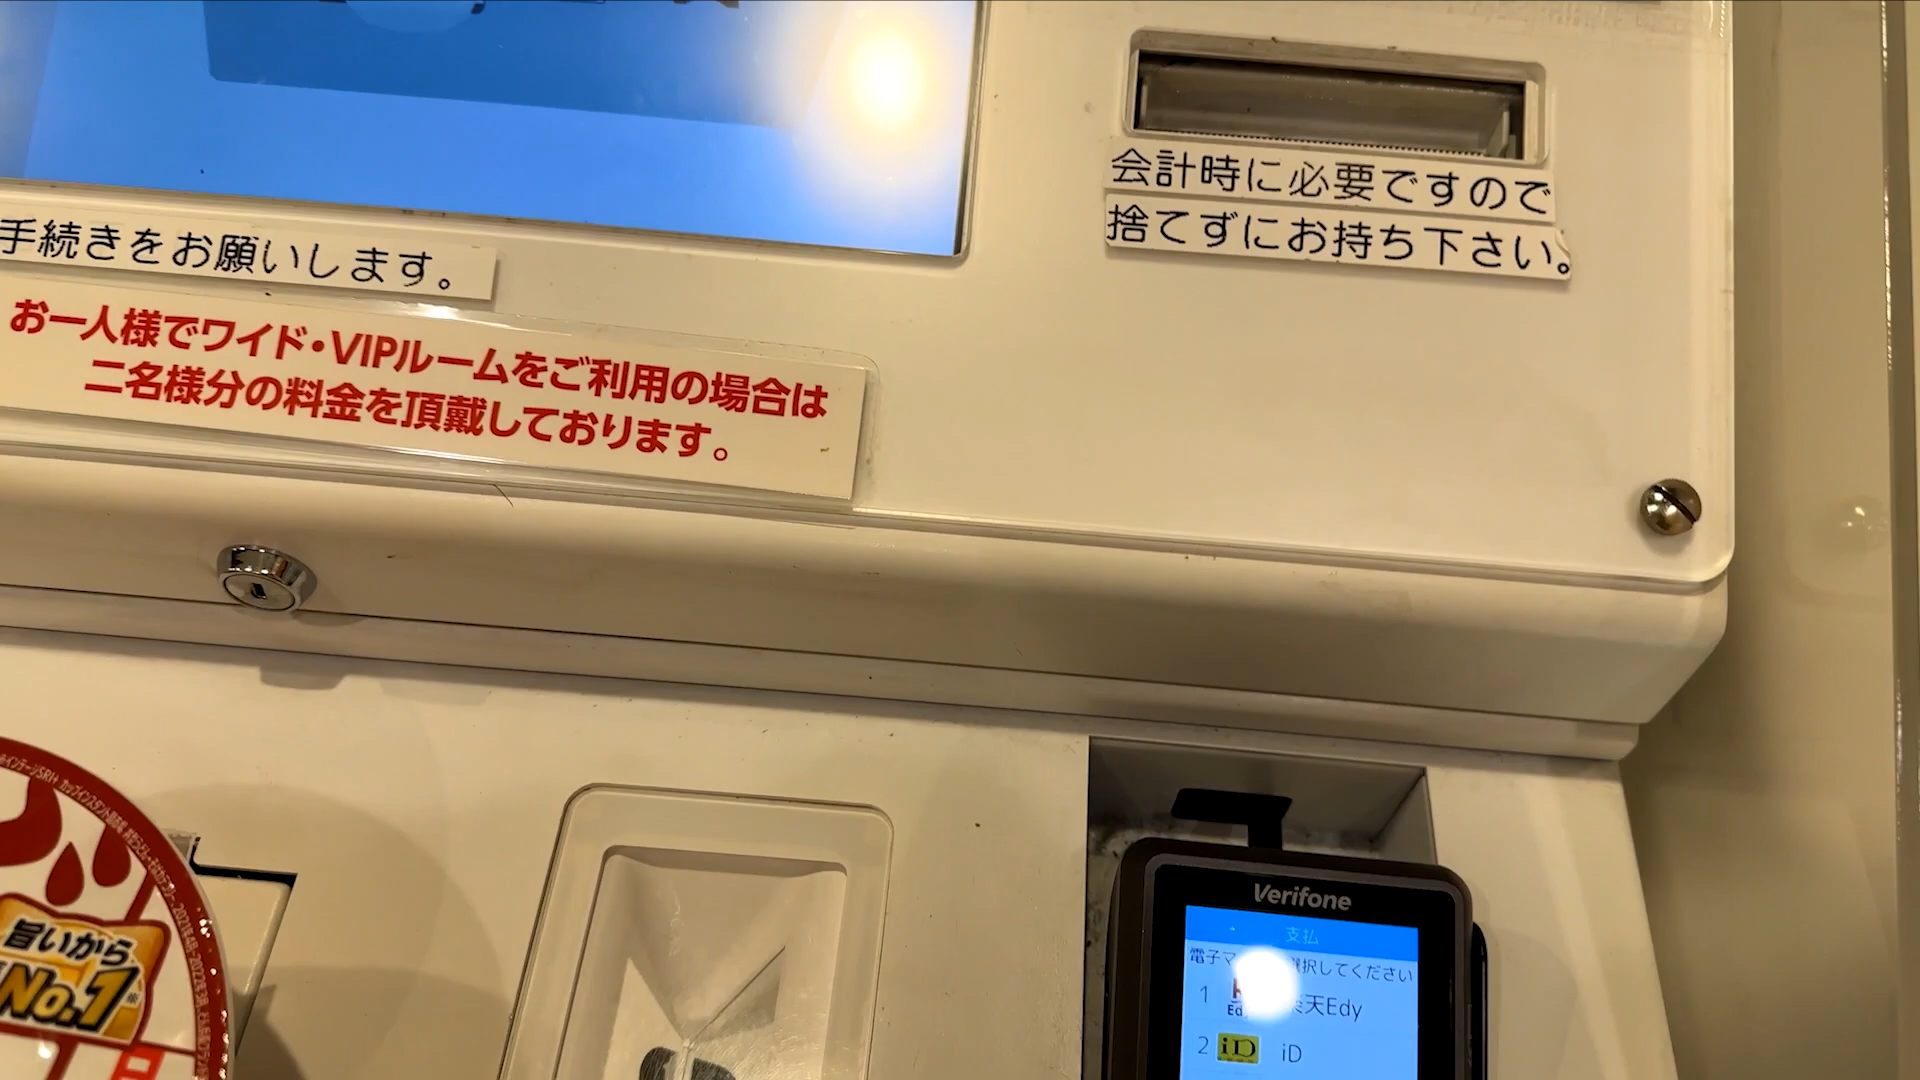 会計時に必要ですので
捨てずにお持ち下さい。
手続きをお願いします。
お一人様でワイド・VIPルームをご利用の場合は
二名様分の料金を頂戴しております。
旨いから
No.1
Verifone
支払
電子マ 選択してください
1 天Edy
2 iD iD